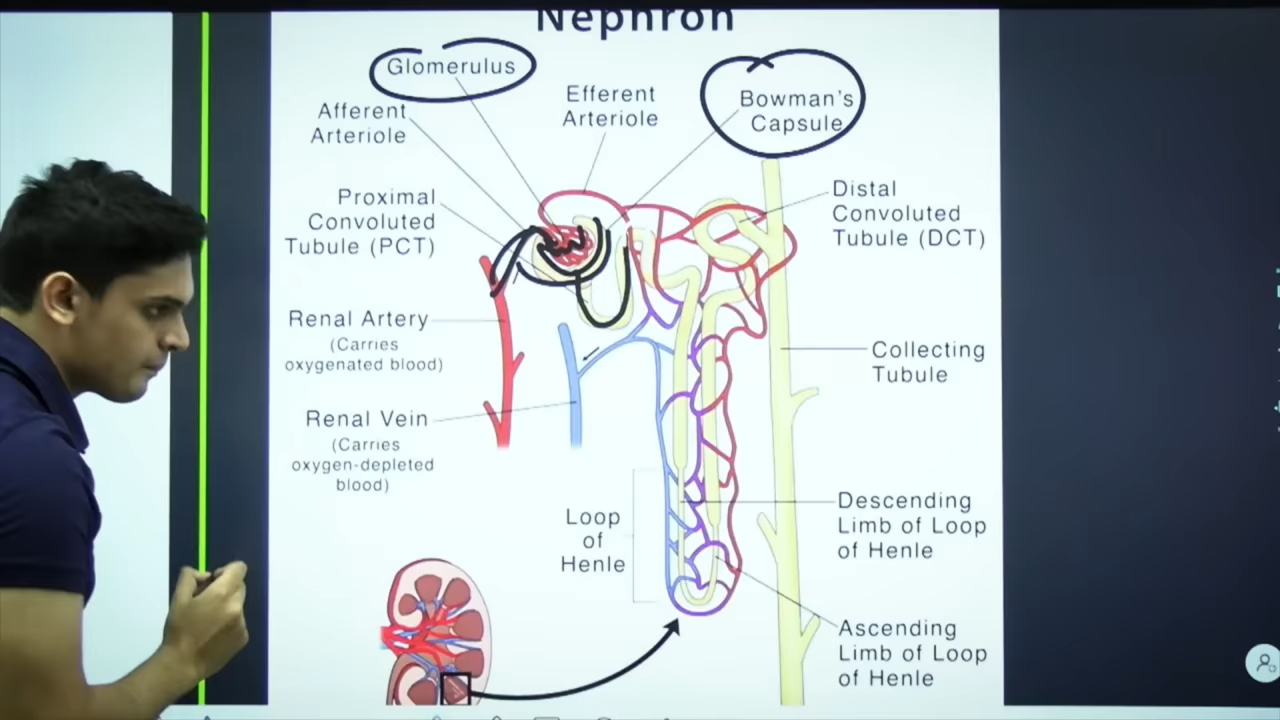 Nephron
Glomerulus
Afferent
Arteriole
Efferent
Arteriole
Bowman's
Capsule
Proximal
Convoluted
Tubule (PCT)
Distal
Convoluted
Tubule (DCT)
Renal Artery
(Carries
oxygenated blood)
Collecting
Tubule
Renal Vein
(Carries
oxygen-depleted
blood)
Loop
of
Henle
Descending
Limb of Loop
of Henle
Ascending
Limb of Loop
of Henle